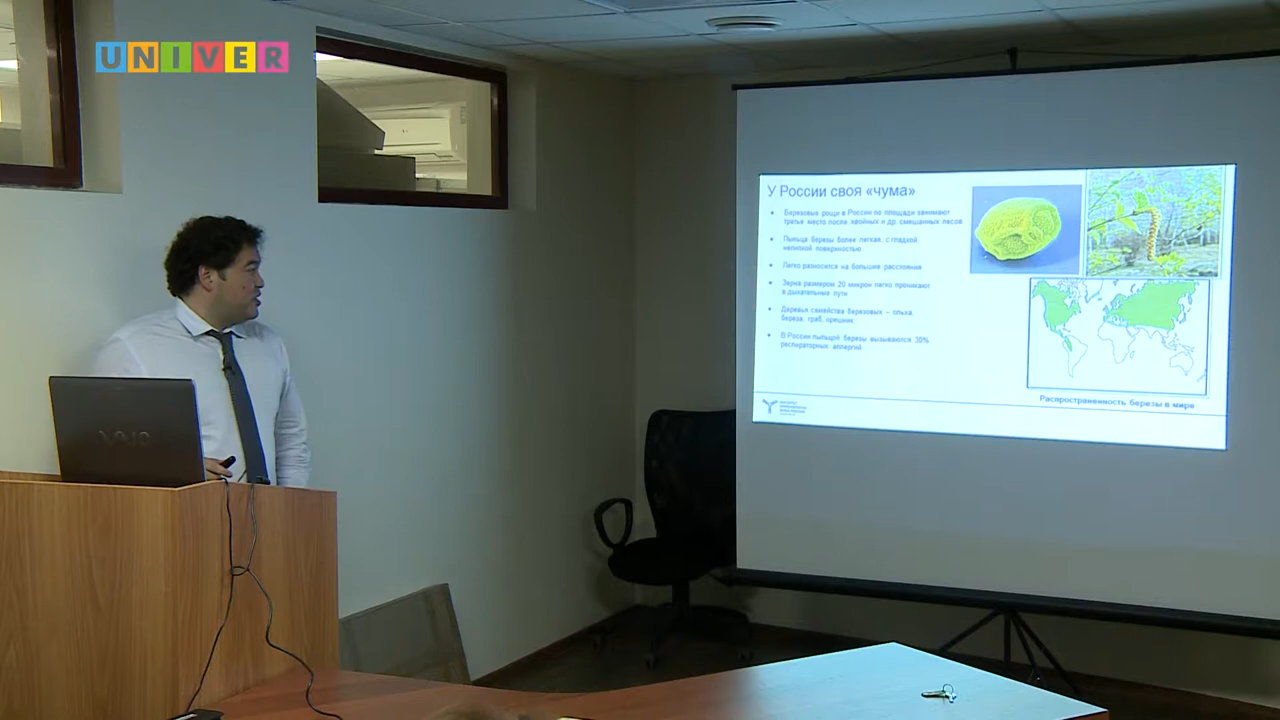 UNIVER
У России своя «чума»
Березовые рощи в России по площади занимают
третье место после хвойных и др. смешанных лесов
Пыльца березы более легкая, с гладкой,
нелипкой поверхностью.
Легко разносится на большие расстояния
Зерна размером 20 микрон легко проникают
в дыхательные пути
Деревья семейства березовых – ольха,
береза, граб, орешник.
В России пыльцой березы вызываются 30%
респираторных аллергий.
Распространенность березы в мире
VAIO